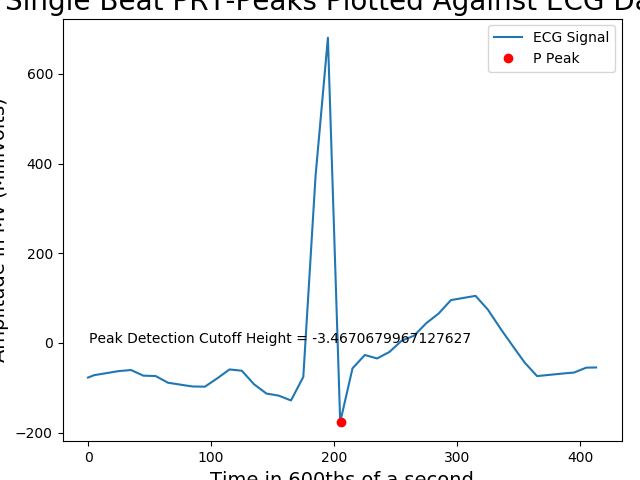 Single Beat PRT-Peaks Plotted Against ECG
ECG Signal
P Peak
600
400
200
0
−200
Amplitude in MV (Millivolts)
Peak Detection Cutoff Height = -3.4670679967127627
0
100
200
300
400
Time in 600ths of a second